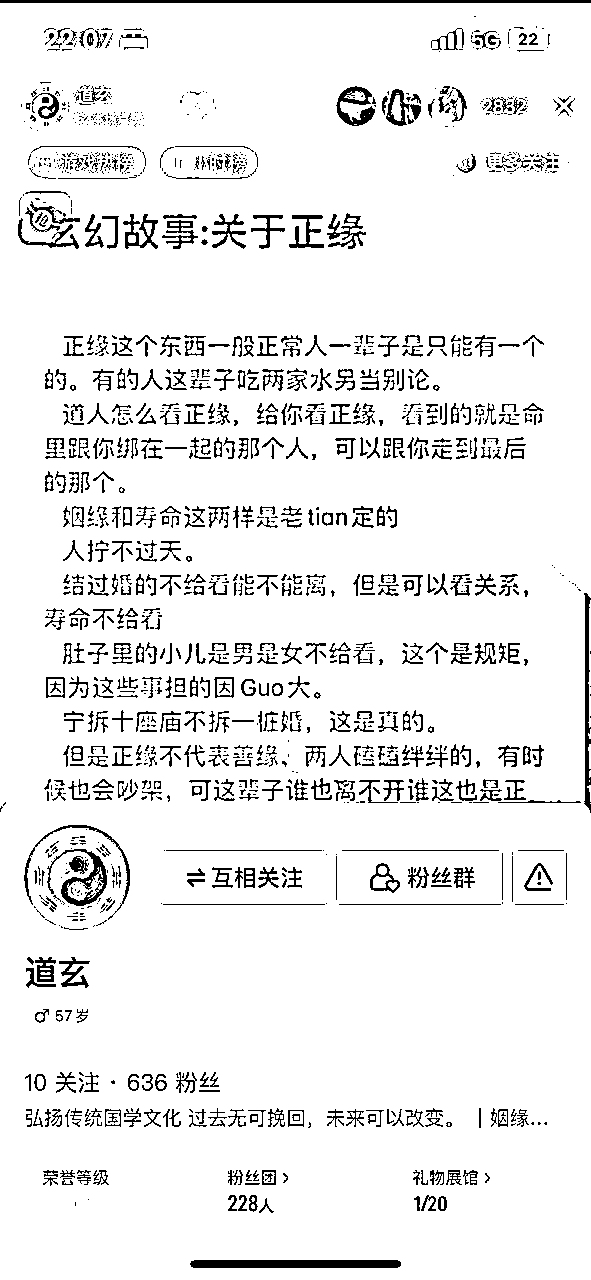 22:07
5G 22
道玄
2832
游戏热榜
小时榜
更多关注
玄幻故事:关于正缘
正缘这个东西一般正常人一辈子是只能有一个
的。有的人这辈子吃两家水另当别论。
道人怎么看正缘，给你看正缘，看到的就是命
里跟你绑在一起的那个人，可以跟你走到最后
的那个。
姻缘和寿命这两样是老tian定的
人拧不过天。
结过婚的不给看能不能离，但是可以看关系，
寿命不给看
肚子里的小儿是男是女不给看，这个是规矩，
因为这些事担的因Guo大。
宁拆十座庙不拆一桩婚，这是真的。
但是正缘不代表善缘、两人磕磕绊绊的，有时
候也会吵架，可这辈子谁也离不开谁这也是正
互相关注
粉丝群
道玄
♂ 57岁
10 关注 · 636 粉丝
弘扬传统国学文化 过去无可挽回，未来可以改变。 | 姻缘...
荣誉等级
粉丝团 >
礼物展馆 >
228人
1/20